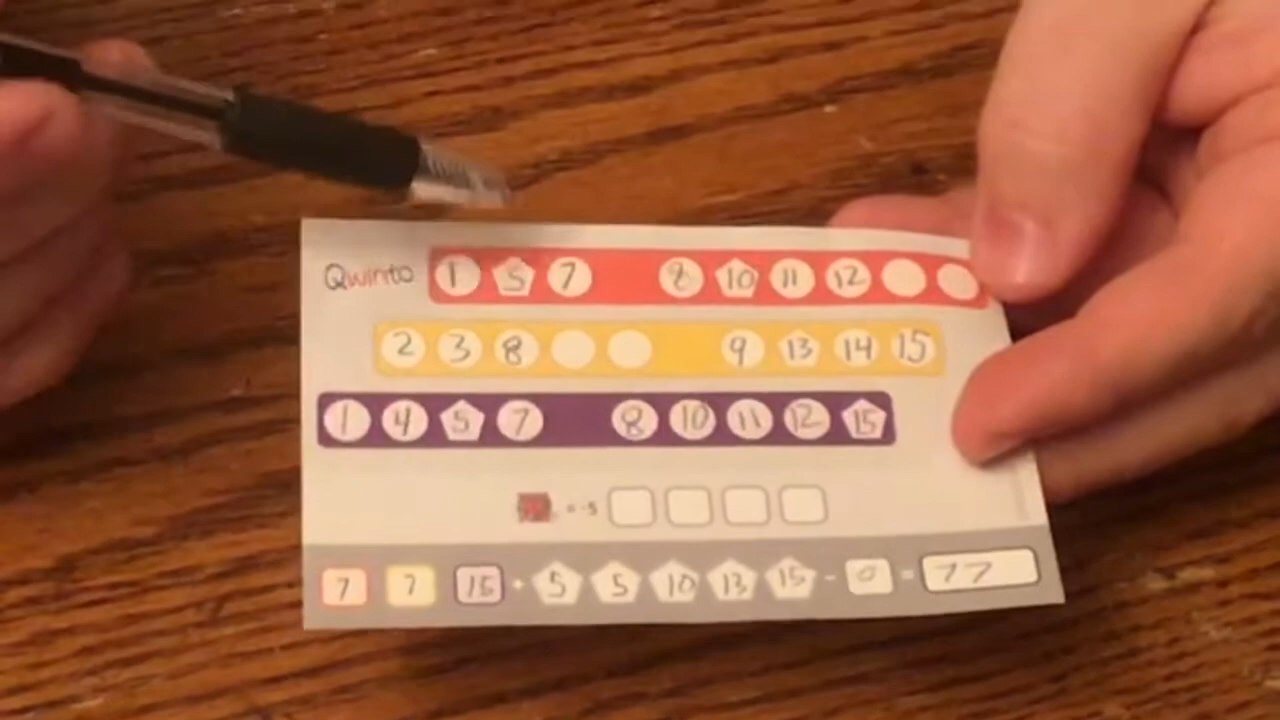 Qwinto 1 5 7 8 10 11 12
2 3 8 9 13 14 15
1 4 5 7 8 10 11 12 15
= -5
7 7 15 + 5 5 10 13 15 - 0 = 77